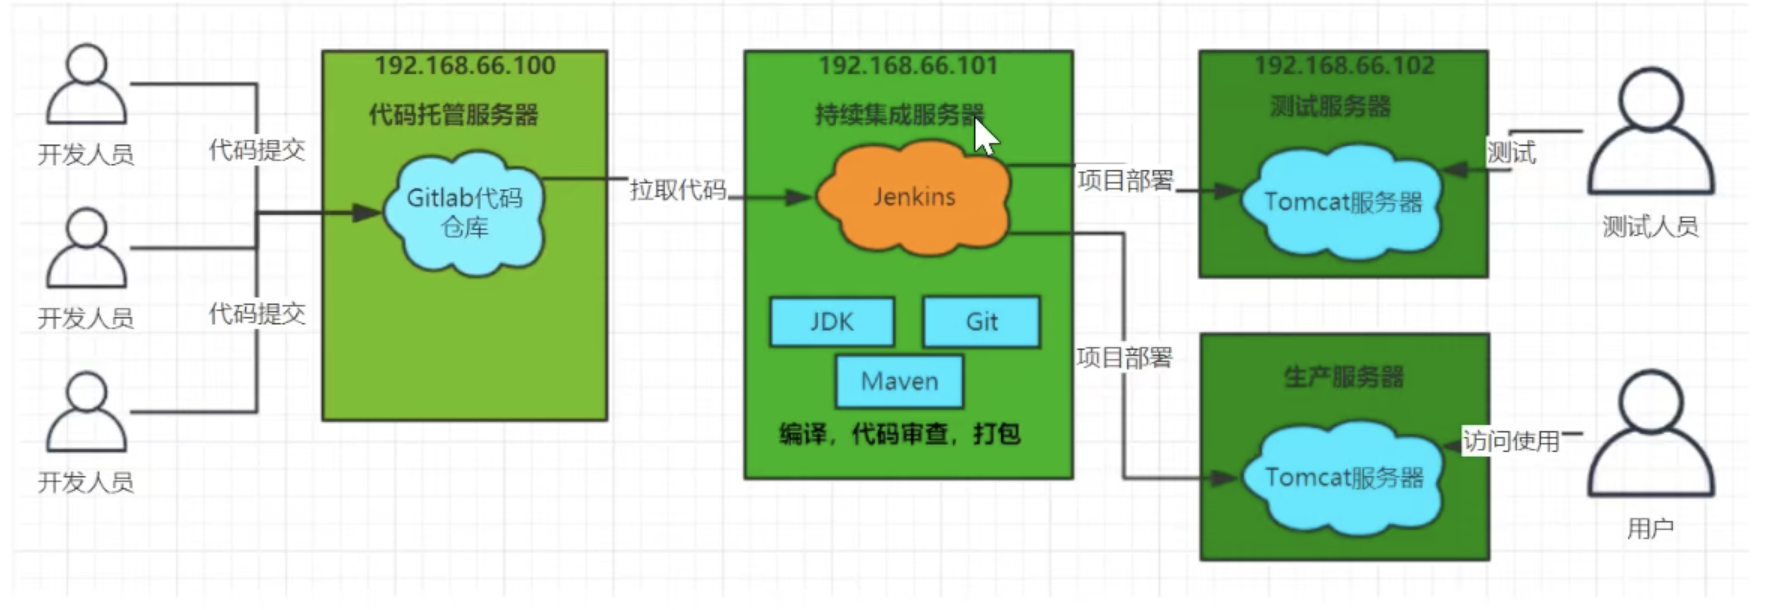 开发人员
开发人员
开发人员
代码提交
代码提交
192.168.66.100
代码托管服务器
Gitlab代码
仓库
拉取代码
192.168.66.101
持续集成服务器
Jenkins
JDK
Git
Maven
编译，代码审查，打包
项目部署
项目部署
192.168.66.102
测试服务器
Tomcat服务器
测试
测试人员
生产服务器
Tomcat服务器
访问使用
用户